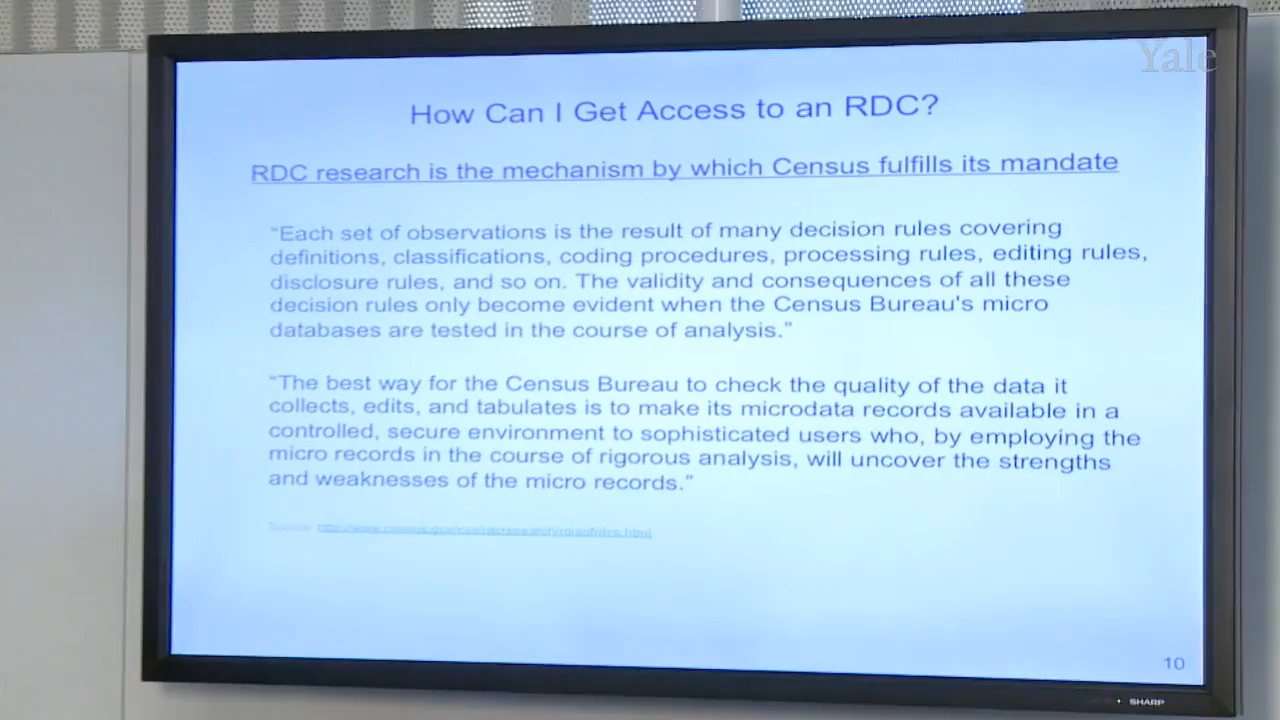 Yale
How Can I Get Access to an RDC?
RDC research is the mechanism by which Census fulfills its mandate
“Each set of observations is the result of many decision rules covering
definitions, classifications, coding procedures, processing rules, editing rules,
disclosure rules, and so on. The validity and consequences of all these
decision rules only become evident when the Census Bureau's micro
databases are tested in the course of analysis.”
“The best way for the Census Bureau to check the quality of the data it
collects, edits, and tabulates is to make its microdata records available in a
controlled, secure environment to sophisticated users who, by employing the
micro records in the course of rigorous analysis, will uncover the strengths
and weaknesses of the micro records.”
Source:
10
SHARP